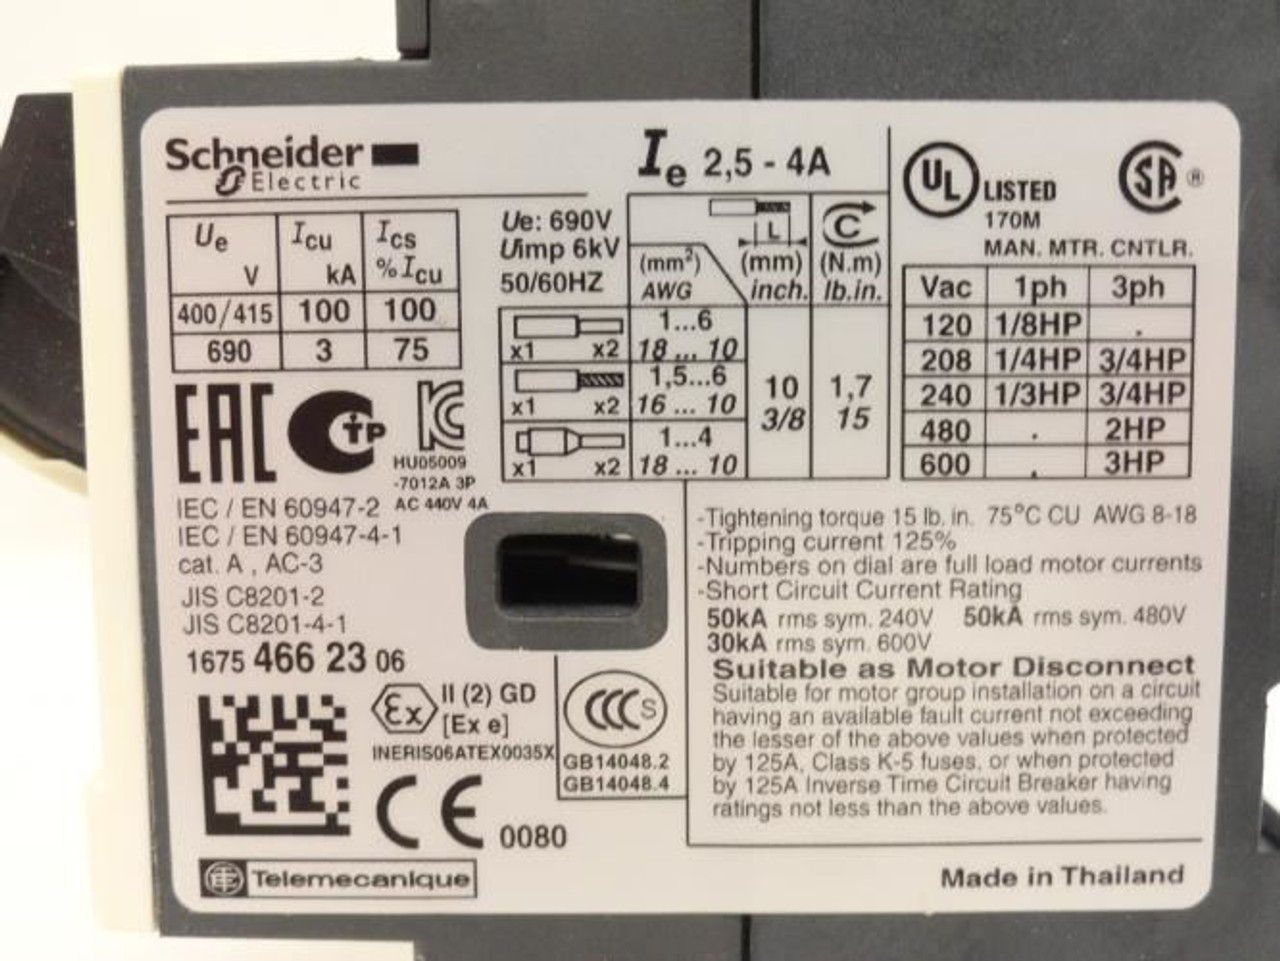 Schneider
Electric
Ie 2,5 - 4A
UL LISTED
170M
MAN. MTR. CNTLR.
SA ®
Ue V Icu kA Ics % Icu
400/415 100 100
690 3 75
Ue: 690V
Uimp 6kV
50/60HZ
L C
(mm²) (mm) (N.m)
AWG inch. lb.in.
x1 x2 1...6
18 ... 10
x1 x2 1,5...6
16 ... 10
x1 x2 1...4
18 ... 10
10 1,7
3/8 15
Vac 1ph 3ph
120 1/8HP .
208 1/4HP 3/4HP
240 1/3HP 3/4HP
480 . 2HP
600 . 3HP
EAC CTP KC
HU05009
-7012A 3P
AC 440V 4A
IEC / EN 60947-2
IEC / EN 60947-4-1
cat. A , AC-3
JIS C8201-2
JIS C8201-4-1
1675 466 23 06
Ex II (2) GD
[Ex e]
INERIS06ATEX0035X
CE 0080
CCC S
GB14048.2
GB14048.4
-Tightening torque 15 lb. in. 75°C CU AWG 8-18
-Tripping current 125%
-Numbers on dial are full load motor currents
-Short Circuit Current Rating
50kA rms sym. 240V 50kA rms sym. 480V
30kA rms sym. 600V
Suitable as Motor Disconnect
Suitable for motor group installation on a circuit
having an available fault current not exceeding
the lesser of the above values when protected
by 125A, Class K-5 fuses, or when protected
by 125A Inverse Time Circuit Breaker having
ratings not less than the above values.
Telemecanique
Made in Thailand